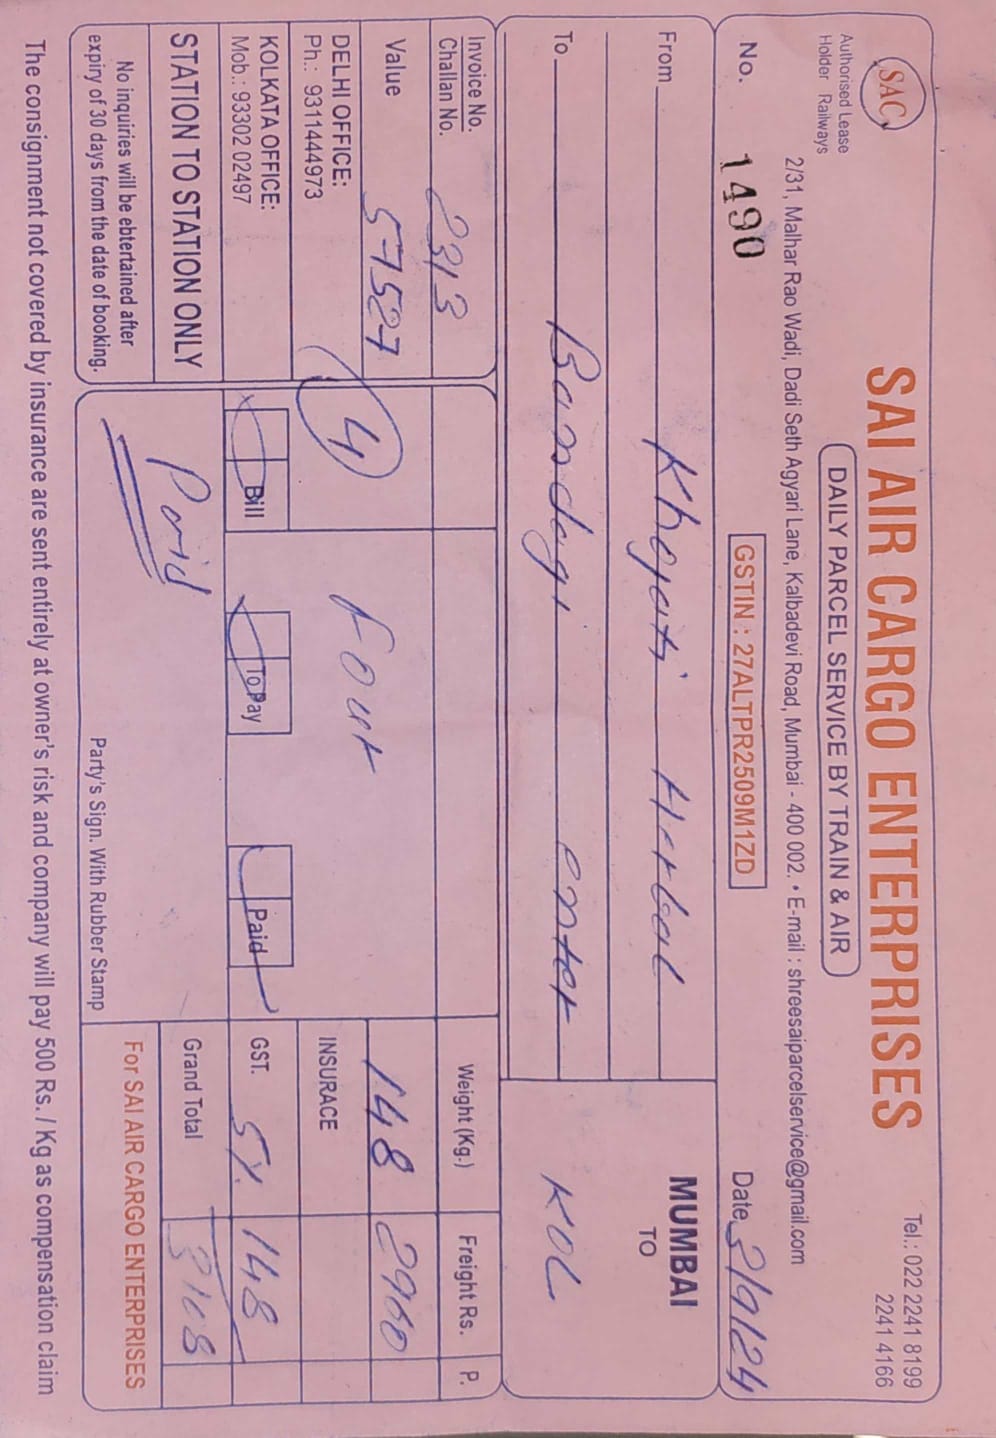 SAC
Authorised Lease
Holder Railways
SAI AIR CARGO ENTERPRISES
Tel.: 022 2241 8199
2241 4166
DAILY PARCEL SERVICE BY TRAIN & AIR
2/31, Malhar Rao Wadi, Dadi Seth Agyari Lane, Kalbadevi Road, Mumbai - 400 002. • E-mail : shreesaiparcelservice@gmail.com
No. 1490
GSTIN : 27ALTPR2509M1ZD
Date 3/9/24
From Khyati Herbal
MUMBAI
TO
KOL
To Bandagi enter
Invoice No.
Challan No. 2313
Weight (Kg.) Freight Rs. P.
Value 57527
148 2960
DELHI OFFICE:
Ph.: 9311444973
4 Four
INSURACE
KOLKATA OFFICE:
Mob.: 93302 02497
Bill To Pay Paid
GST. 5% 148
STATION TO STATION ONLY
Paid
Grand Total 3108
No inquiries will be ebtertained after
expiry of 30 days from the date of booking.
Party's Sign. With Rubber Stamp
For SAI AIR CARGO ENTERPRISES
The consignment not covered by insurance are sent entirely at owner's risk and company will pay 500 Rs. / Kg as compensation claim